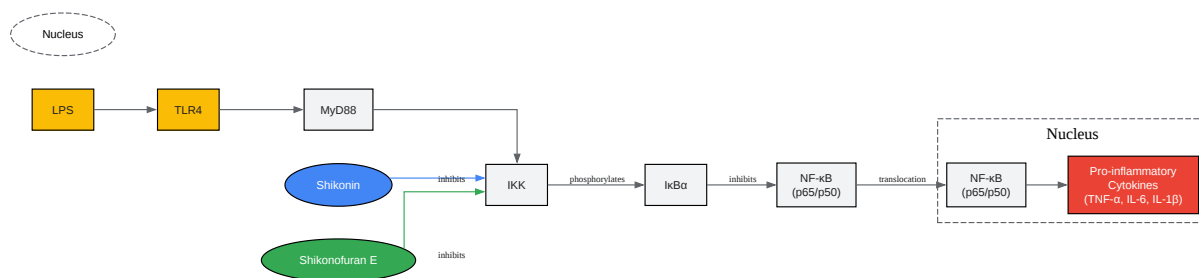 Nucleus
LPS
TLR4
MyD88
Shikonin
inhibits
Shikonofuran E
inhibits
IKK
phosphorylates
IκBα
inhibits
NF-κB
(p65/p50)
translocation
Nucleus
NF-κB
(p65/p50)
Pro-inflammatory
Cytokines
(TNF-α, IL-6, IL-1β)